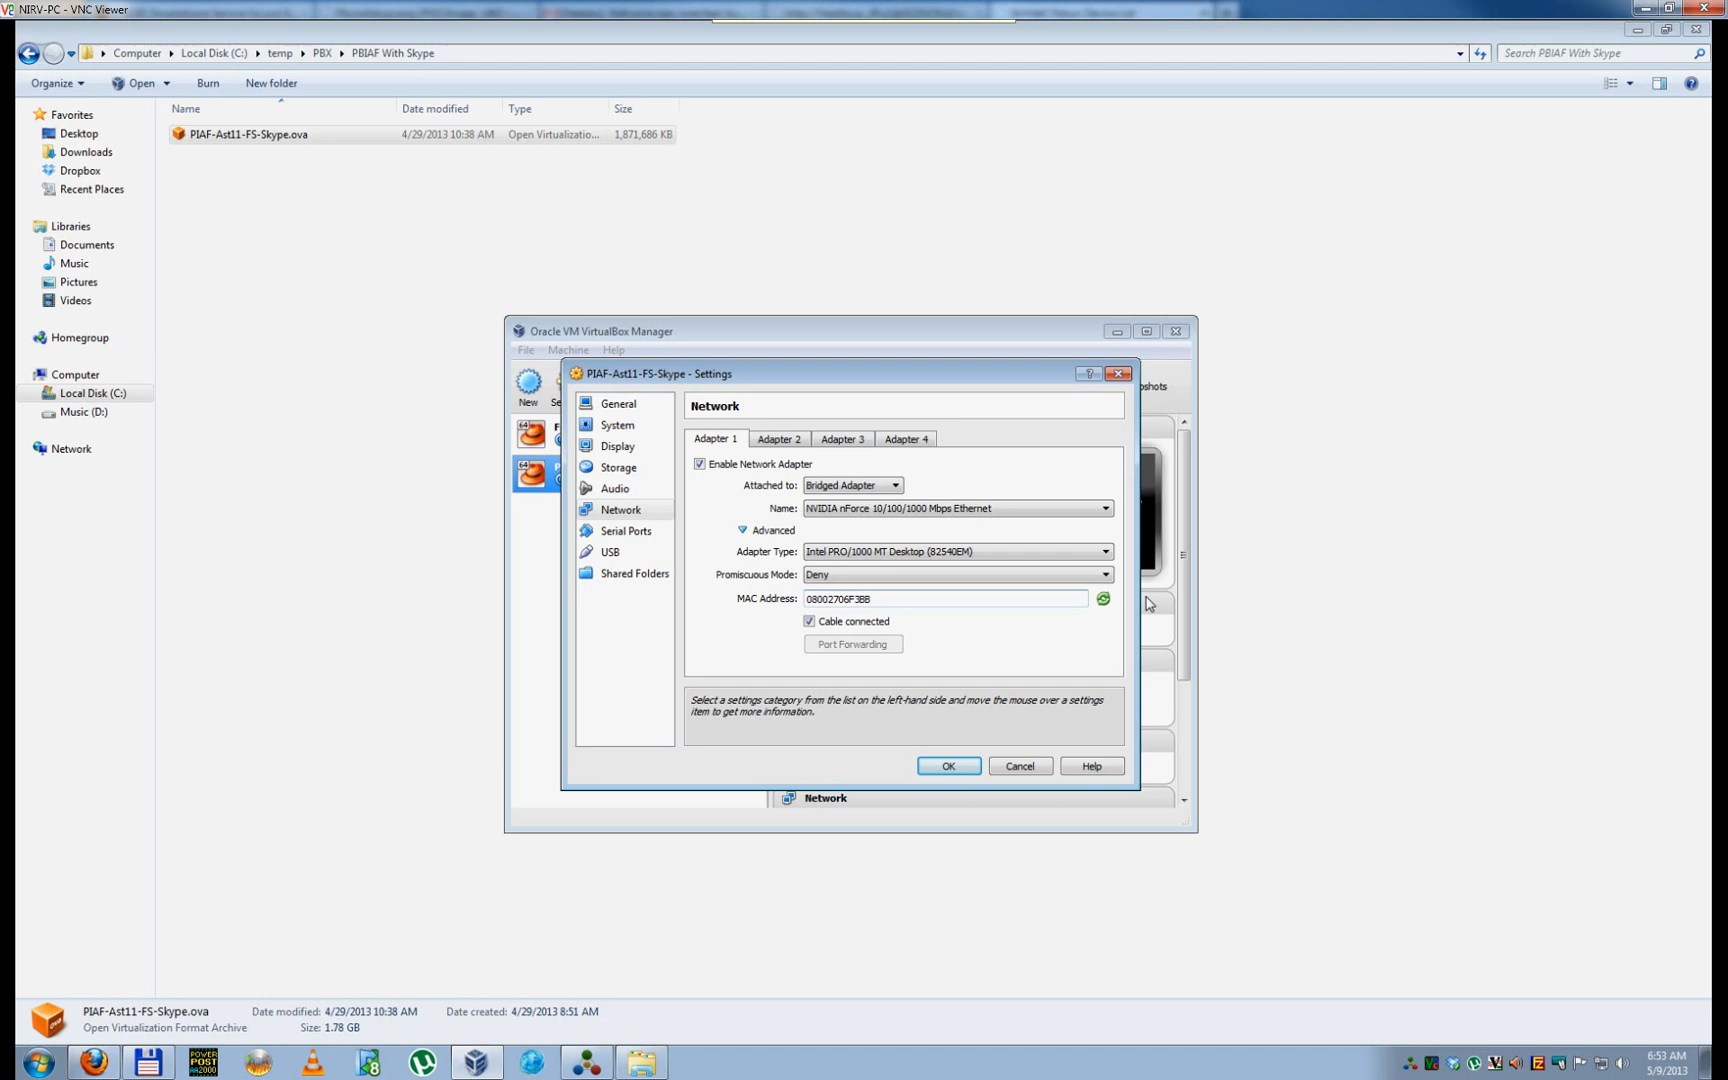 NIRV-PC - VNC Viewer
Computer
Local Disk (C:)
temp
PBX
PBIAF With Skype
Search PBIAF With Skype
Organize
Open
Burn
New folder
Name
Date modified
Type
Size
PIAF-Ast11-FS-Skype.ova
4/29/2013 10:38 AM
Open Virtualizatio...
1,871,686 KB
Favorites
Desktop
Downloads
Dropbox
Recent Places
Libraries
Documents
Music
Pictures
Videos
Homegroup
Computer
Local Disk (C:)
Music (D:)
Network
Oracle VM VirtualBox Manager
File
Machine
Help
New
Se
pshots
64
F
64
P
Network
PIAF-Ast11-FS-Skype - Settings
General
System
Display
Storage
Audio
Network
Serial Ports
USB
Shared Folders
Network
Adapter 1
Adapter 2
Adapter 3
Adapter 4
Enable Network Adapter
Attached to:
Bridged Adapter
Name:
NVIDIA nForce 10/100/1000 Mbps Ethernet
Advanced
Adapter Type:
Intel PRO/1000 MT Desktop (82540EM)
Promiscuous Mode:
Deny
MAC Address:
08002706F3BB
Cable connected
Port Forwarding
Select a settings category from the list on the left-hand side and move the mouse over a settings
item to get more information.
OK
Cancel
Help
PIAF-Ast11-FS-Skype.ova
Date modified: 4/29/2013 10:38 AM
Date created: 4/29/2013 8:51 AM
Open Virtualization Format Archive
Size: 1.78 GB
POWER
POST
AA2000
6:53 AM
5/9/2013